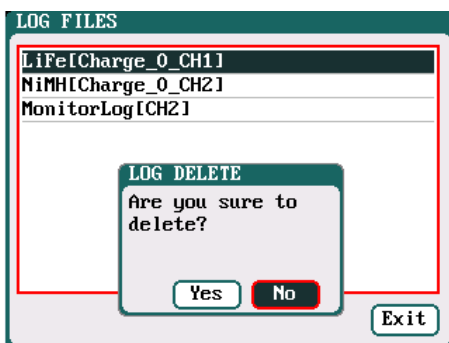 LOG FILES
LiFe[Charge_0_CH1]
NiMH[Charge_0_CH2]
MonitorLog[CH2]
LOG DELETE
Are you sure to
delete?
Yes No
Exit